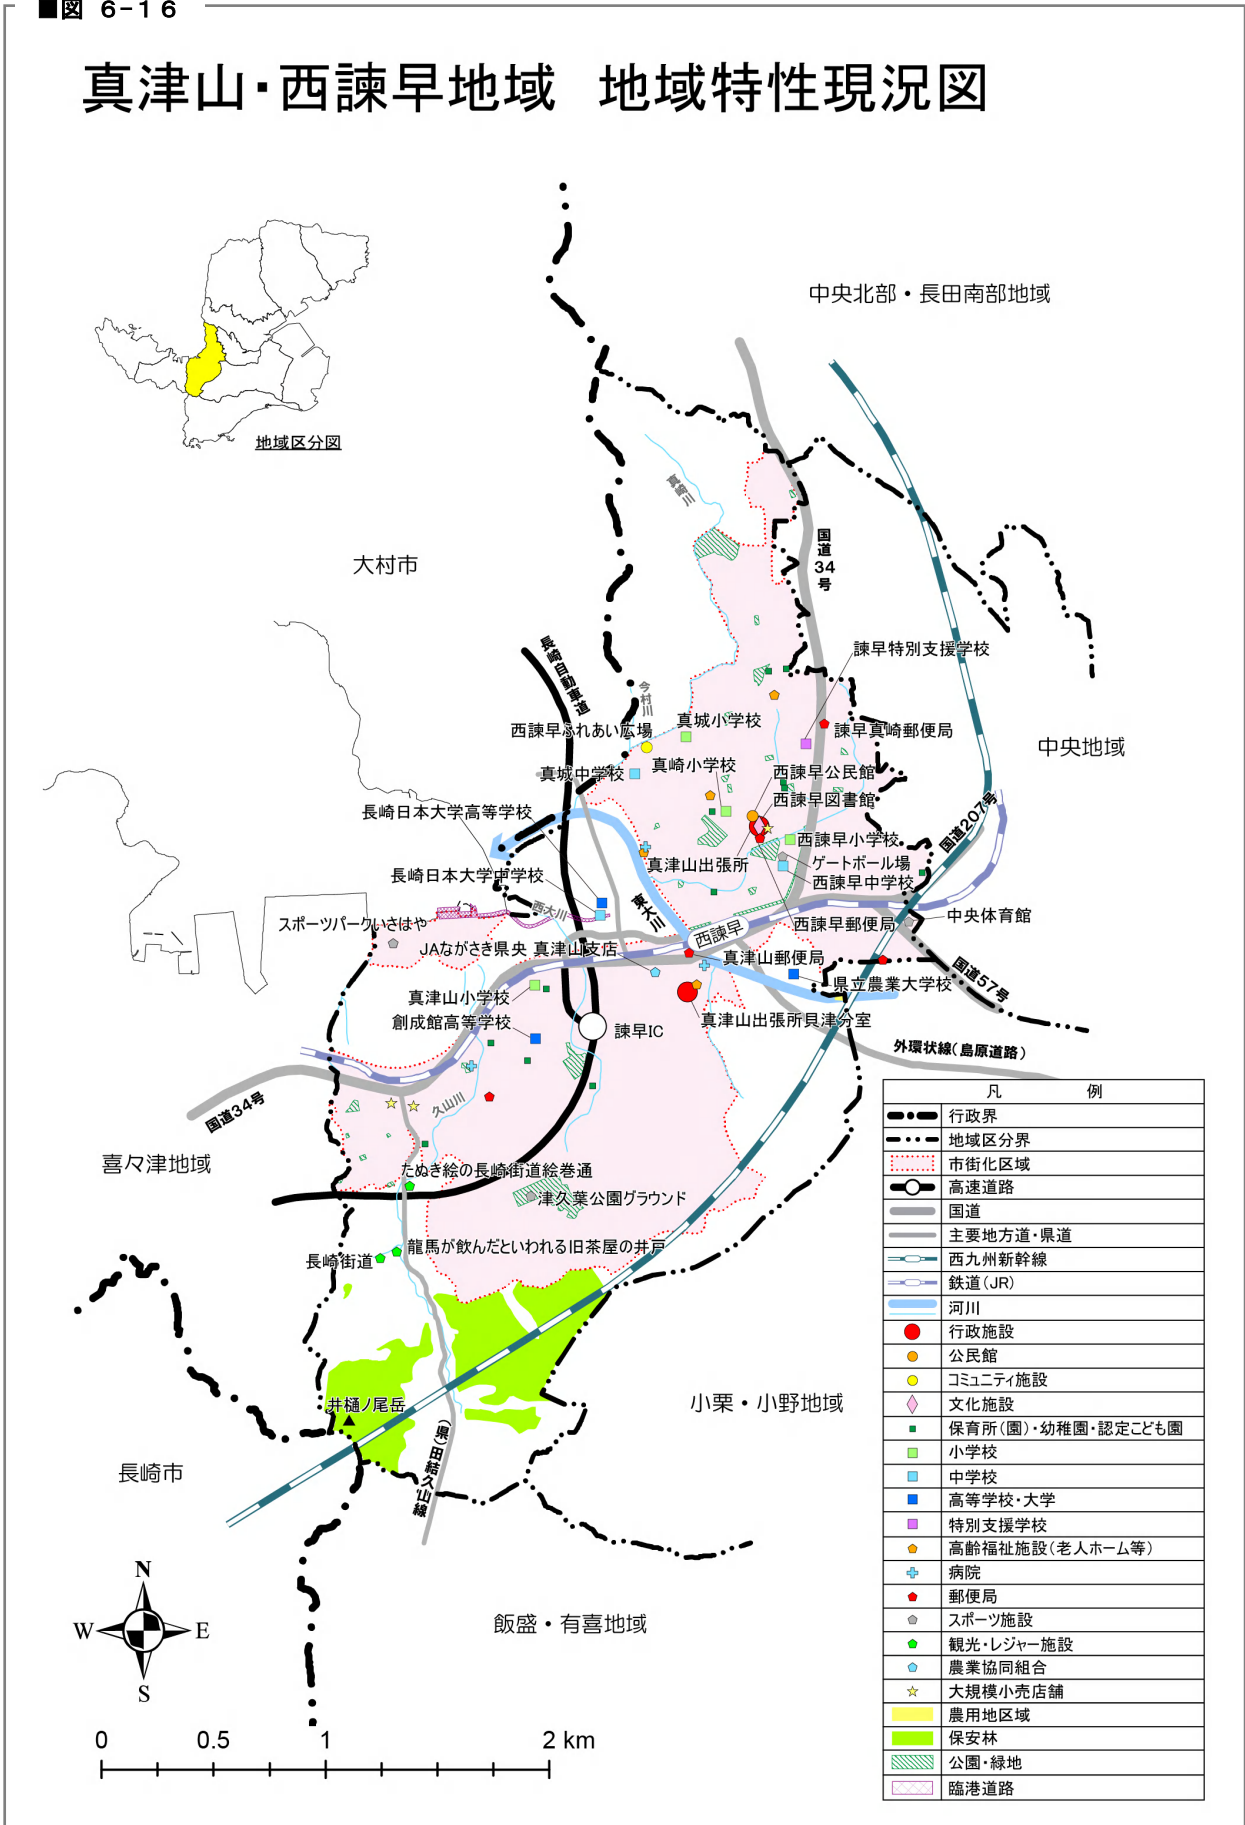 ■図 6-16
真津山・西諫早地域 地域特性現況図
中央北部・長田南部地域
地域区分図
真崎川
国道34号
大村市
長崎自動車道
諫早特別支援学校
今村川
真城小学校
西諫早ふれあい広場
諫早真崎郵便局
中央地域
真崎小学校
西諫早公民館
真城中学校
西諫早図書館
国道207号
長崎日本大学高等学校
西諫早小学校
真津山出張所
ゲートボール場
長崎日本大学中学校
西諫早中学校
西大川
東大川
スポーツパークいさはや
西諫早
西諫早郵便局
中央体育館
JAながさき県央 真津山支店
真津山郵便局
国道57号
県立農業大学校
真津山小学校
創成館高等学校
真津山出張所貝津分室
諫早IC
外環状線(島原道路)
国道34号
久山川
喜々津地域
たぬき絵の長崎街道絵巻通
津久葉公園グラウンド
龍馬が飲んだといわれる旧茶屋の井戸
長崎街道
井樋ノ尾岳
小栗・小野地域
(県)田結久山線
長崎市
飯盛・有喜地域
N
W E
S
0 0.5 1 2 km
凡 例
行政界
地域区分界
市街化区域
高速道路
国道
主要地方道・県道
西九州新幹線
鉄道(JR)
河川
行政施設
公民館
コミュニティ施設
文化施設
保育所(園)・幼稚園・認定こども園
小学校
中学校
高等学校・大学
特別支援学校
高齢福祉施設(老人ホーム等)
病院
郵便局
スポーツ施設
観光・レジャー施設
農業協同組合
大規模小売店舗
農用地区域
保安林
公園・緑地
臨港道路